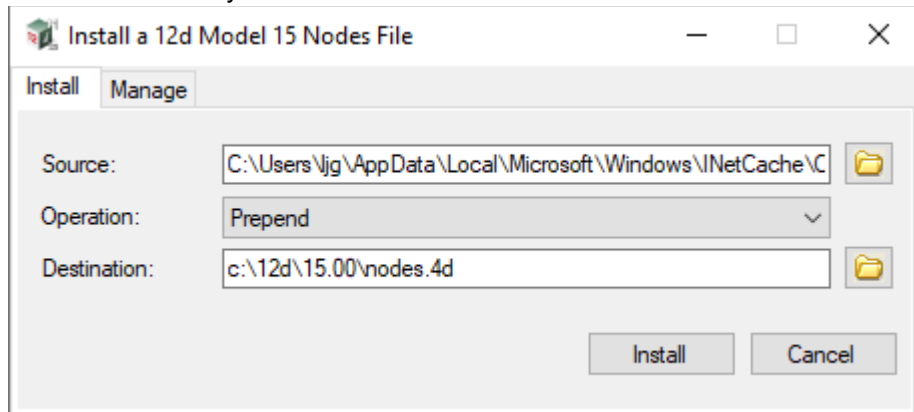 Install a 12d Model 15 Nodes File
Install Manage
Source: C:\Users\ljg\AppData\Local\Microsoft\Windows\INetCache\C
Operation: Prepend
Destination: c:\12d\15.00\nodes.4d
Install Cancel